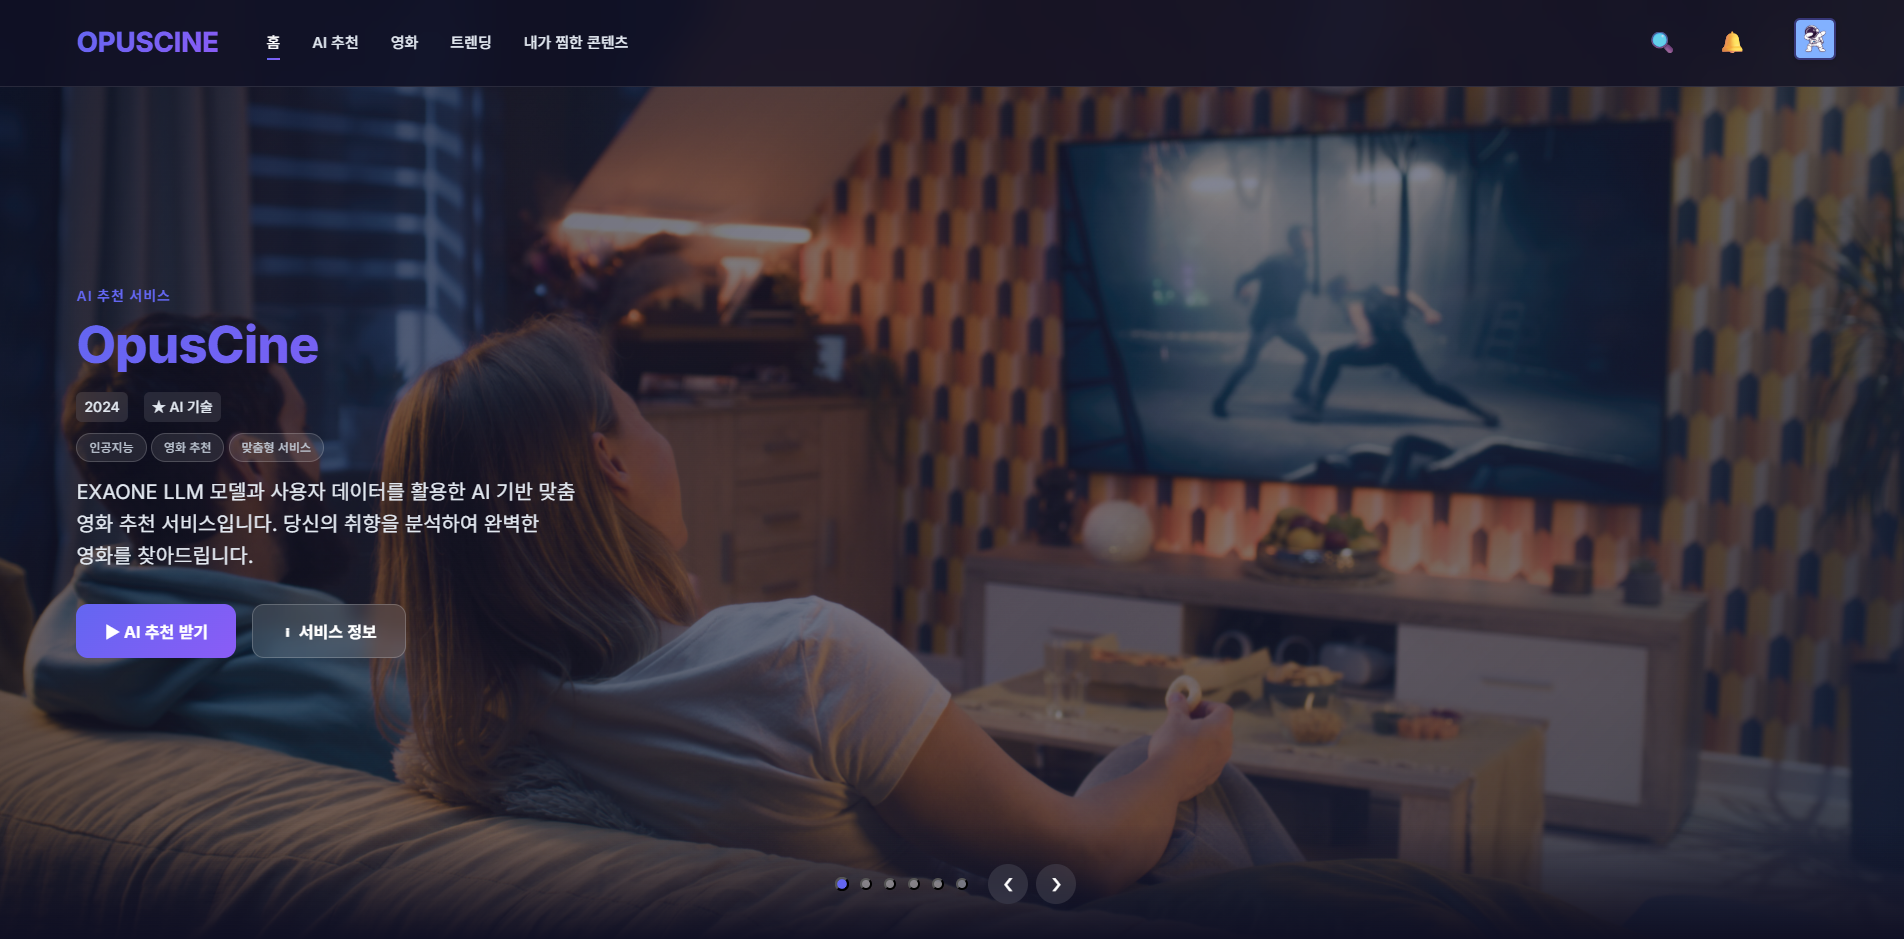 OPUSCINE
홈
AI 추천
영화
트렌딩
내가 찜한 콘텐츠
AI 추천 서비스
OpusCine
2024
★ AI 기술
인공지능
영화 추천
맞춤형 서비스
EXAONE LLM 모델과 사용자 데이터를 활용한 AI 기반 맞춤
영화 추천 서비스입니다. 당신의 취향을 분석하여 완벽한
영화를 찾아드립니다.
▶ AI 추천 받기
서비스 정보